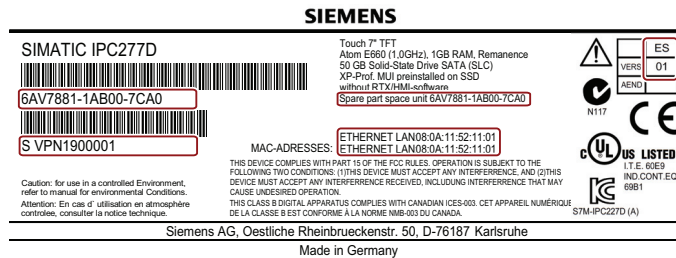 SIEMENS
SIMATIC IPC277D
Touch 7" TFT
Atom E660 (1,0GHz), 1GB RAM, Remanence
50 GB Solid-State Drive SATA (SLC)
XP-Prof. MUI preinstalled on SSD
without RTX/HMI-software
Spare part space unit 6AV7881-1AB00-7CA0
6AV7881-1AB00-7CA0
S VPN1900001
MAC-ADRESSES:
ETHERNET LAN08:0A:11:52:11:01
ETHERNET LAN08:0A:11:52:11:01
ES
VERS 01
AEND
N117
CE
C UL US LISTED
I.T.E. 60E9
IND.CONT.EQ
69B1
S7M-IPC227D (A)
THIS DEVICE COMPLIES WITH PART 15 OF THE FCC RULES. OPERATION IS SUBJEKT TO THE
FOLLOWING TWO CONDITIONS: (1)THIS DEVICE MUST ACCEPT ANY INTERFERRENCE, AND (2)THIS
DEVICE MUST ACCEPT ANY INTERFERRENCE RECEIVED, INCLUDUNG INTERFERRENCE THAT MAY
CAUSE UNDESIRED OPERATION.
THIS CLASS B DIGITAL APPARATUS COMPLIES WITH CANADIAN ICES-003. CET APPAREIL NUMÉRIQUE
DE LA CLASSE B EST CONFORME À LA NORME NMB-003 DU CANADA.
Caution: for use in a controlled Environment,
refer to manual for environmental Conditions.
Attention: En cas d´ utilisation en atmosphère
controlee, consulter la notice technique.
Siemens AG, Oestliche Rheinbrueckenstr. 50, D-76187 Karlsruhe
Made in Germany